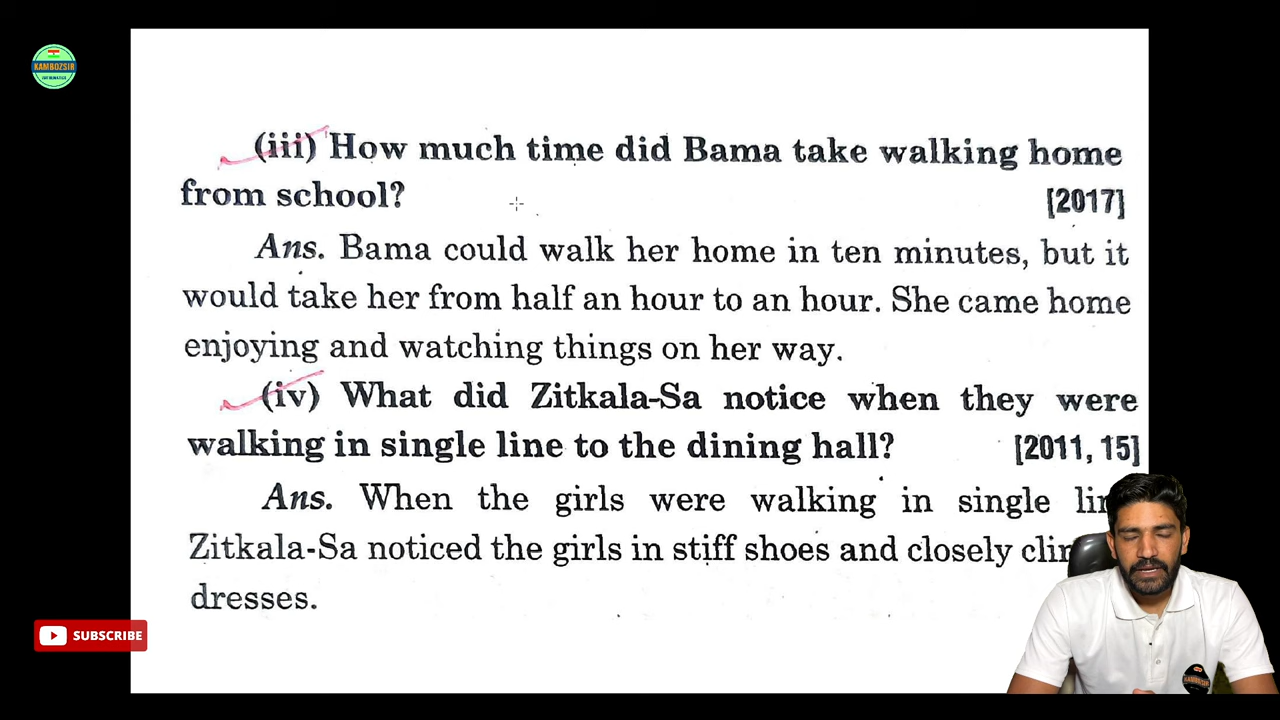 KAMBOZSIR
(iii) How much time did Bama take walking home
from school? [2017]
Ans. Bama could walk her home in ten minutes, but it
would take her from half an hour to an hour. She came home
enjoying and watching things on her way.
(iv) What did Zitkala-Sa notice when they were
walking in single line to the dining hall? [2011, 15]
Ans. When the girls were walking in single
Zitkala-Sa noticed the girls in stiff shoes and closely
dresses.
SUBSCRIBE
KAMBOZSIR